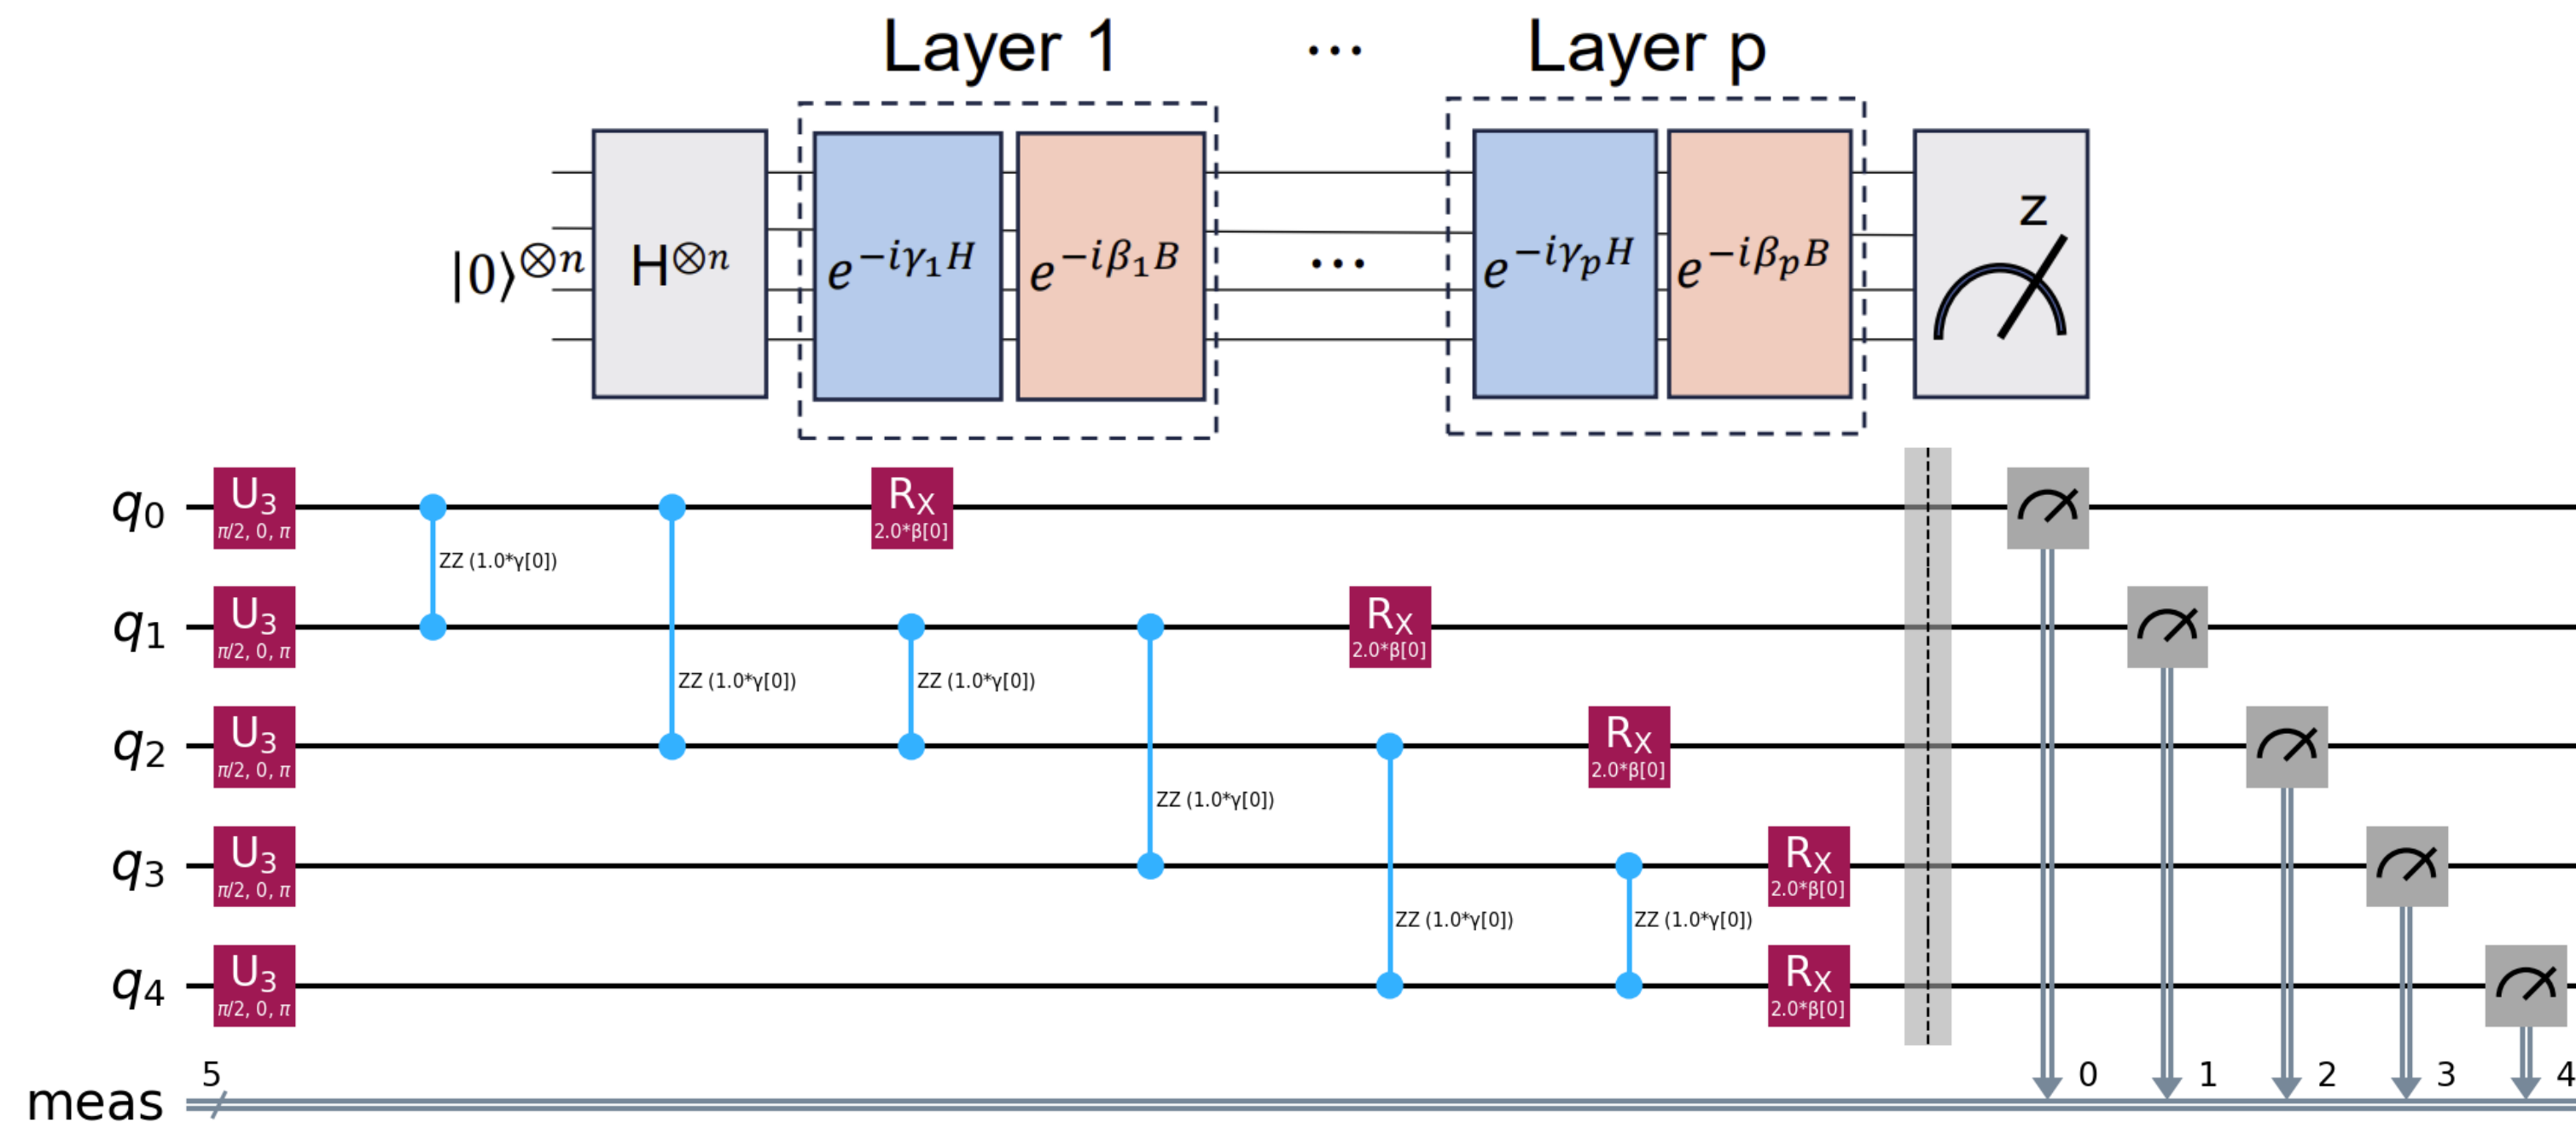 Layer 1 ... Layer p
|0⟩⊗n H⊗n e−iγ1H e−iβ1B ... e−iγpH e−iβpB z
q0 U3 RX
π/2, 0, π 2.0*β[0]
ZZ (1.0*γ[0])
q1 U3 RX
π/2, 0, π 2.0*β[0]
ZZ (1.0*γ[0]) ZZ (1.0*γ[0])
q2 U3 RX
π/2, 0, π 2.0*β[0]
ZZ (1.0*γ[0])
q3 U3 RX
π/2, 0, π 2.0*β[0]
ZZ (1.0*γ[0]) ZZ (1.0*γ[0])
q4 U3 RX
π/2, 0, π 2.0*β[0]
5 0 1 2 3 4
meas